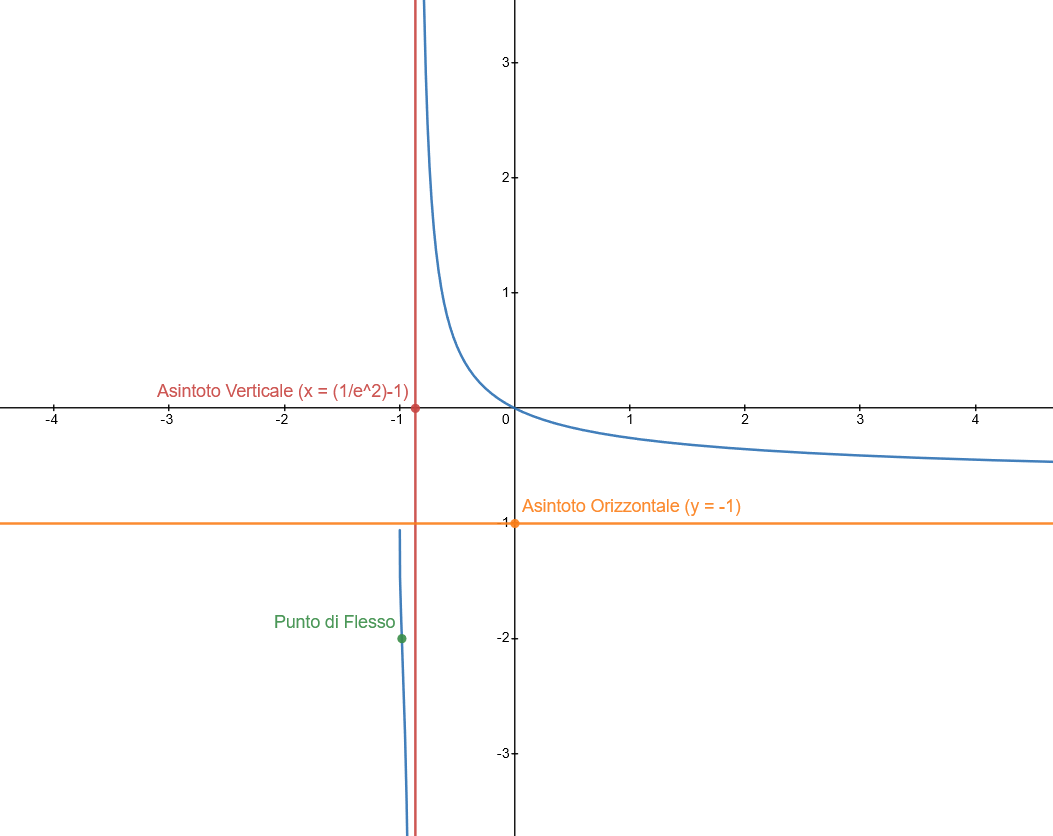 3
2
1
Asintoto Verticale (x = (1/e^2)-1)
-4 -3 -2 -1 0 1 2 3 4
Asintoto Orizzontale (y = -1)
-1
Punto di Flesso
-2
-3